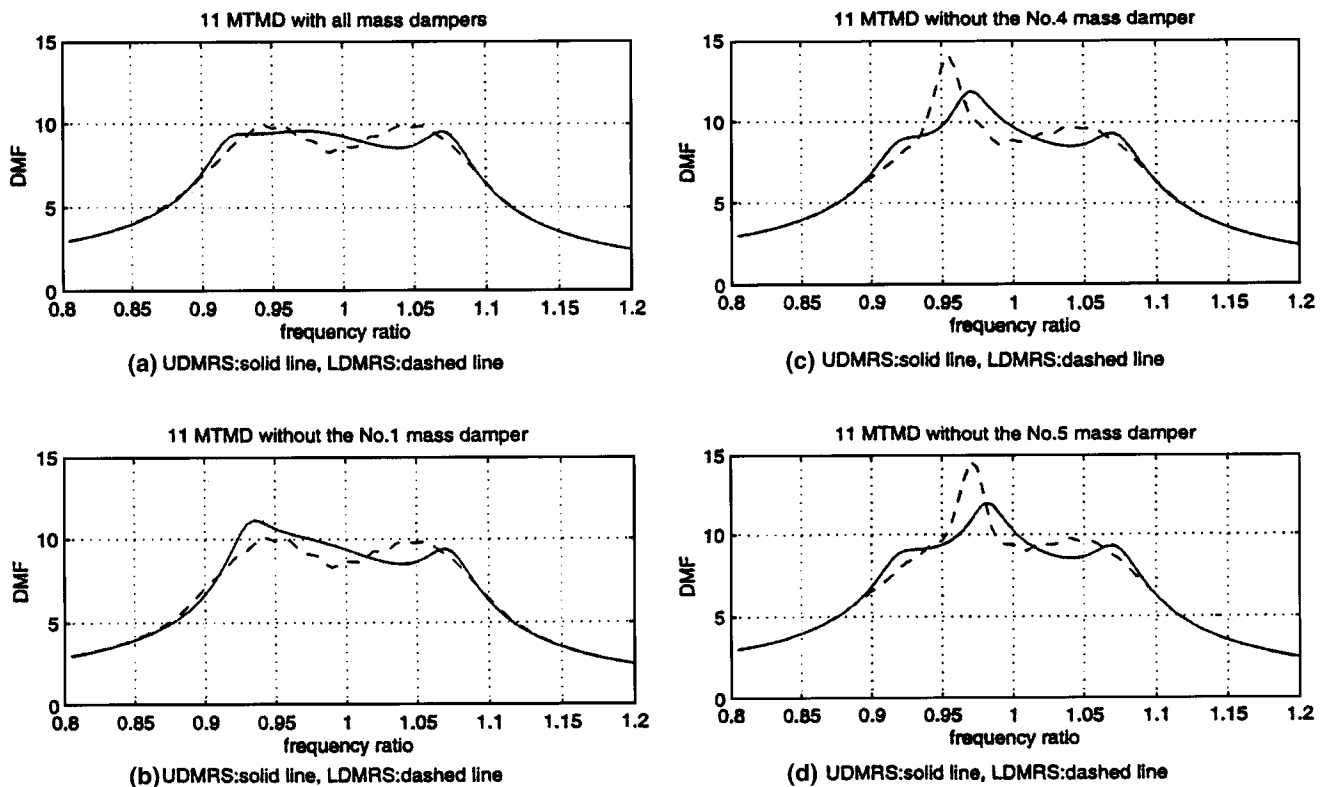 11 MTMD with all mass dampers
15
10
5
0
DMF
0.8 0.85 0.9 0.95 1 1.05 1.1 1.15 1.2
frequency ratio
(a) UDMRS:solid line, LDMRS:dashed line
11 MTMD without the No.1 mass damper
15
10
5
0
DMF
0.8 0.85 0.9 0.95 1 1.05 1.1 1.15 1.2
frequency ratio
(b) UDMRS:solid line, LDMRS:dashed line
11 MTMD without the No.4 mass damper
15
10
5
0
DMF
0.8 0.85 0.9 0.95 1 1.05 1.1 1.15 1.2
frequency ratio
(c) UDMRS:solid line, LDMRS:dashed line
11 MTMD without the No.5 mass damper
15
10
5
0
DMF
0.8 0.85 0.9 0.95 1 1.05 1.1 1.15 1.2
frequency ratio
(d) UDMRS:solid line, LDMRS:dashed line